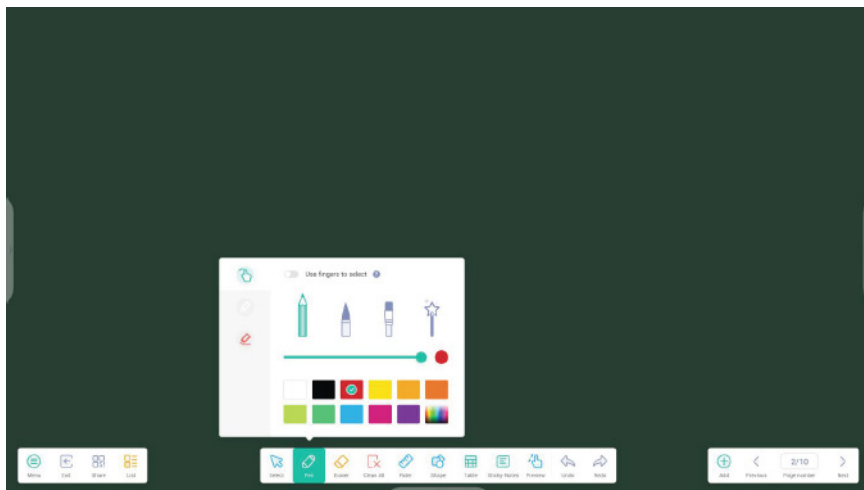 Use fingers to select ?
Menu Exit Share List
Select Pen Eraser Clear All Ruler Shape Table Sticky Notes Preview Undo Redo
Add Previous 2/10 Page number Next